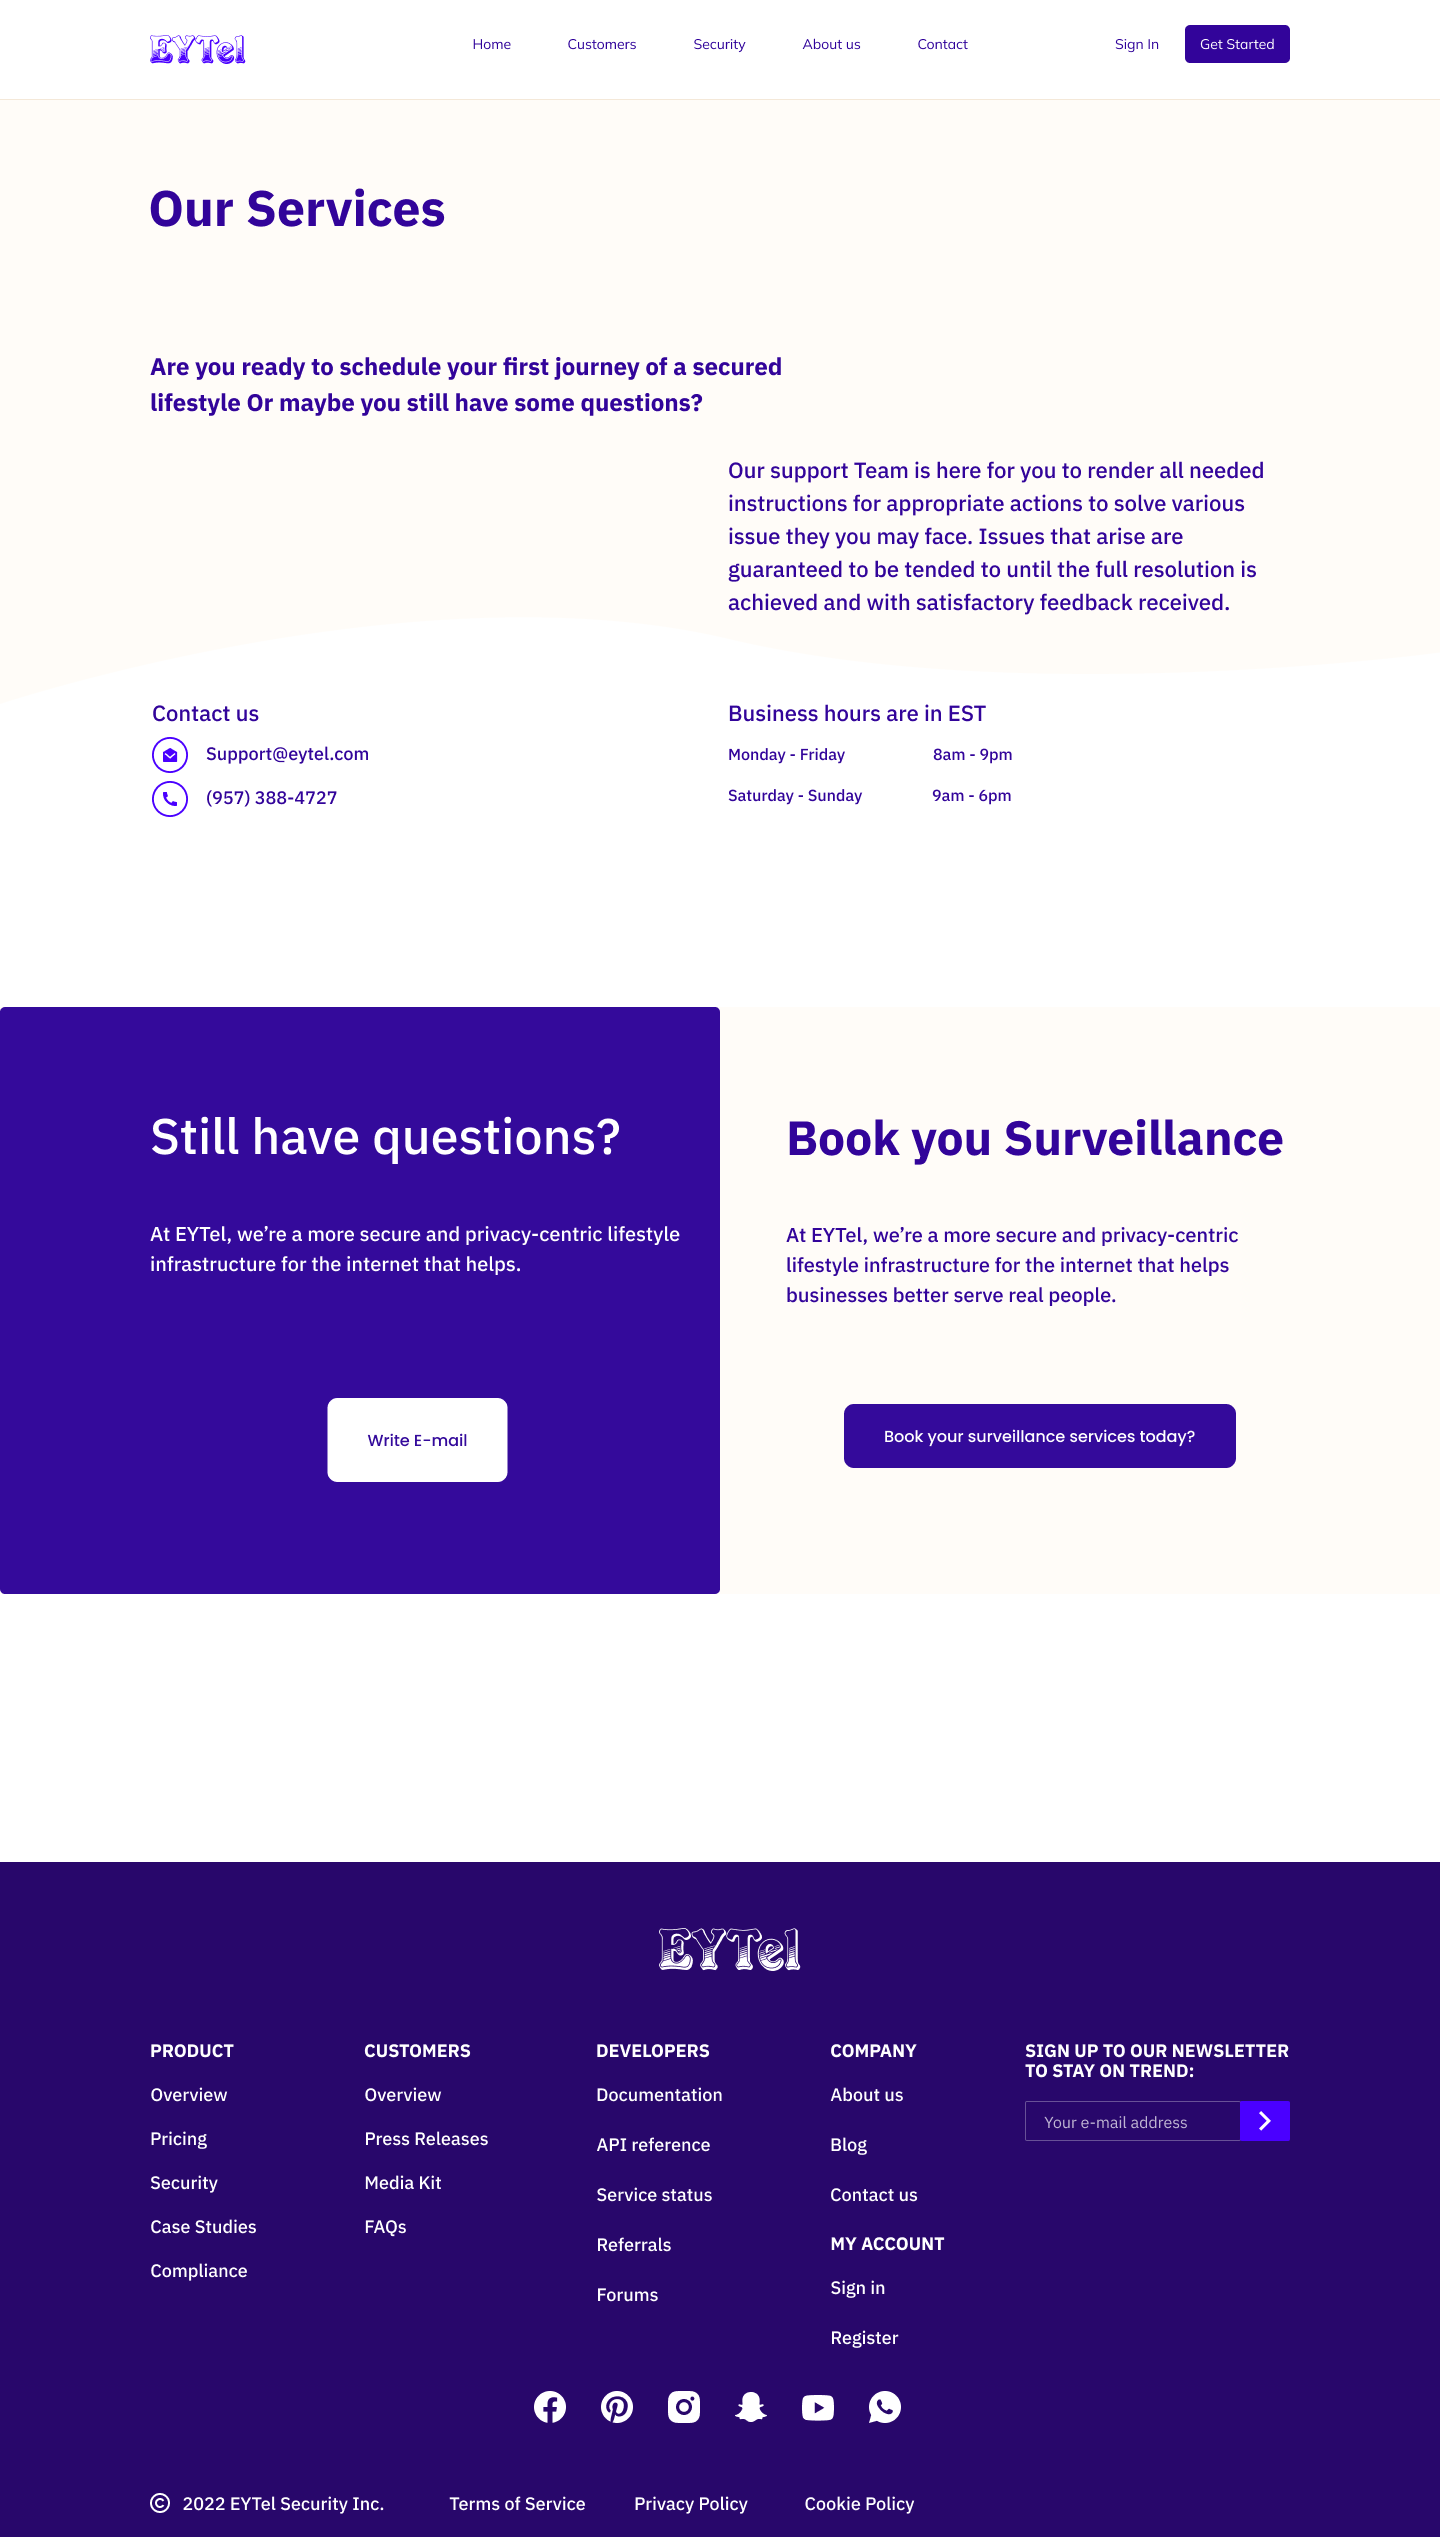 EYTel
Home
Customers
Security
About us
Contact
Sign In
Get Started
Our Services
Are you ready to schedule your first journey of a secured
lifestyle Or maybe you still have some questions?
Our support Team is here for you to render all needed
instructions for appropriate actions to solve various
issue they you may face. Issues that arise are
guaranteed to be tended to until the full resolution is
achieved and with satisfactory feedback received.
Contact us
Support@eytel.com
(957) 388-4727
Business hours are in EST
Monday - Friday 8am - 9pm
Saturday - Sunday 9am - 6pm
Still have questions?
At EYTel, we’re a more secure and privacy-centric lifestyle
infrastructure for the internet that helps.
Write E-mail
Book you Surveillance
At EYTel, we’re a more secure and privacy-centric
lifestyle infrastructure for the internet that helps
businesses better serve real people.
Book your surveillance services today?
EYTel
PRODUCT
Overview
Pricing
Security
Case Studies
Compliance
CUSTOMERS
Overview
Press Releases
Media Kit
FAQs
DEVELOPERS
Documentation
API reference
Service status
Referrals
Forums
COMPANY
About us
Blog
Contact us
MY ACCOUNT
Sign in
Register
SIGN UP TO OUR NEWSLETTER
TO STAY ON TREND:
Your e-mail address
© 2022 EYTel Security Inc.
Terms of Service
Privacy Policy
Cookie Policy